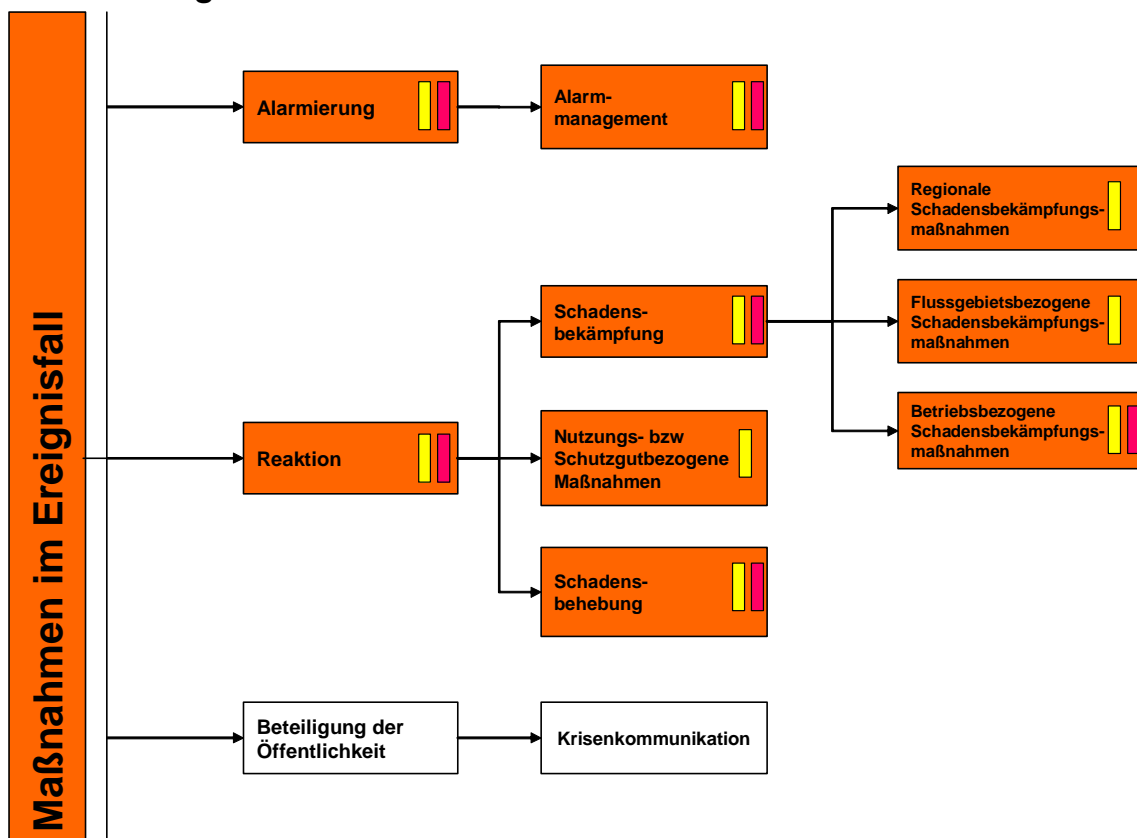 Maßnahmen im Ereignisfall
Alarmierung
Alarm-
management
Regionale
Schadensbekämpfungs-
maßnahmen
Schadens-
bekämpfung
Flussgebietsbezogene
Schadensbekämpfungs-
maßnahmen
Betriebsbezogene
Schadensbekämpfungs-
maßnahmen
Reaktion
Nutzungs- bzw
Schutzgutbezogene
Maßnahmen
Schadens-
behebung
Beteiligung der
Öffentlichkeit
Krisenkommunikation